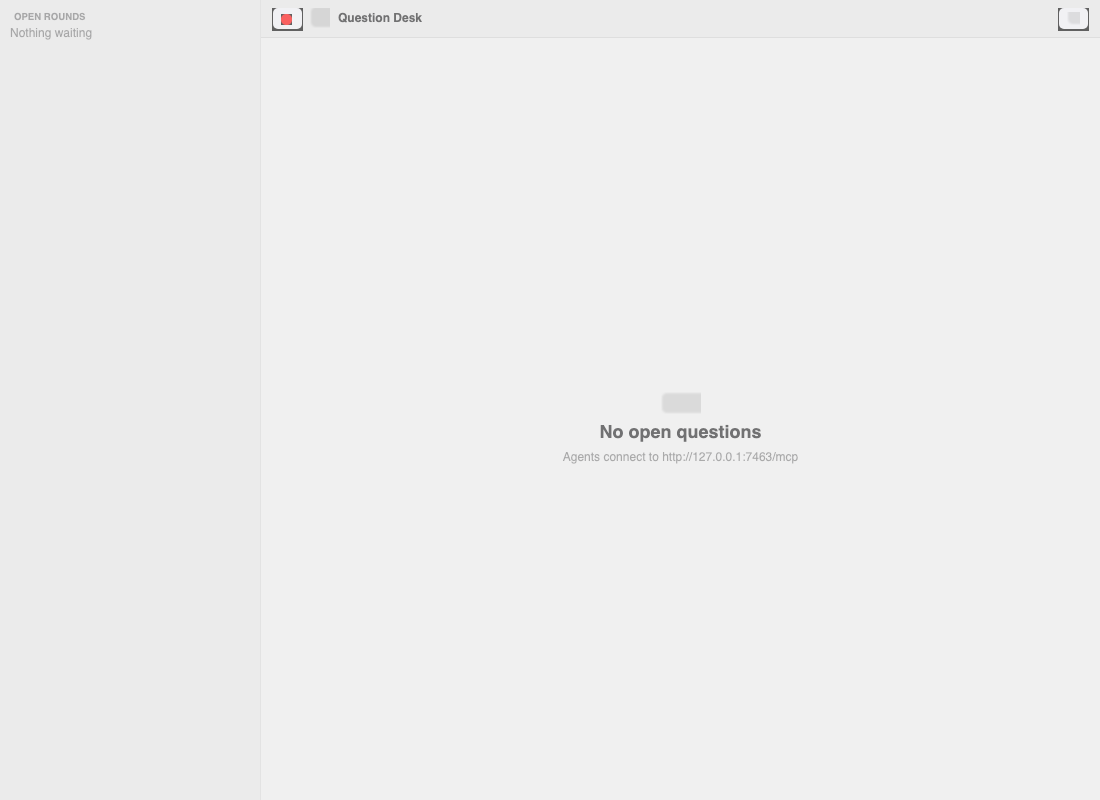 OPEN ROUNDS
Nothing waiting
Question Desk
No open questions
Agents connect to http://127.0.0.1:7463/mcp